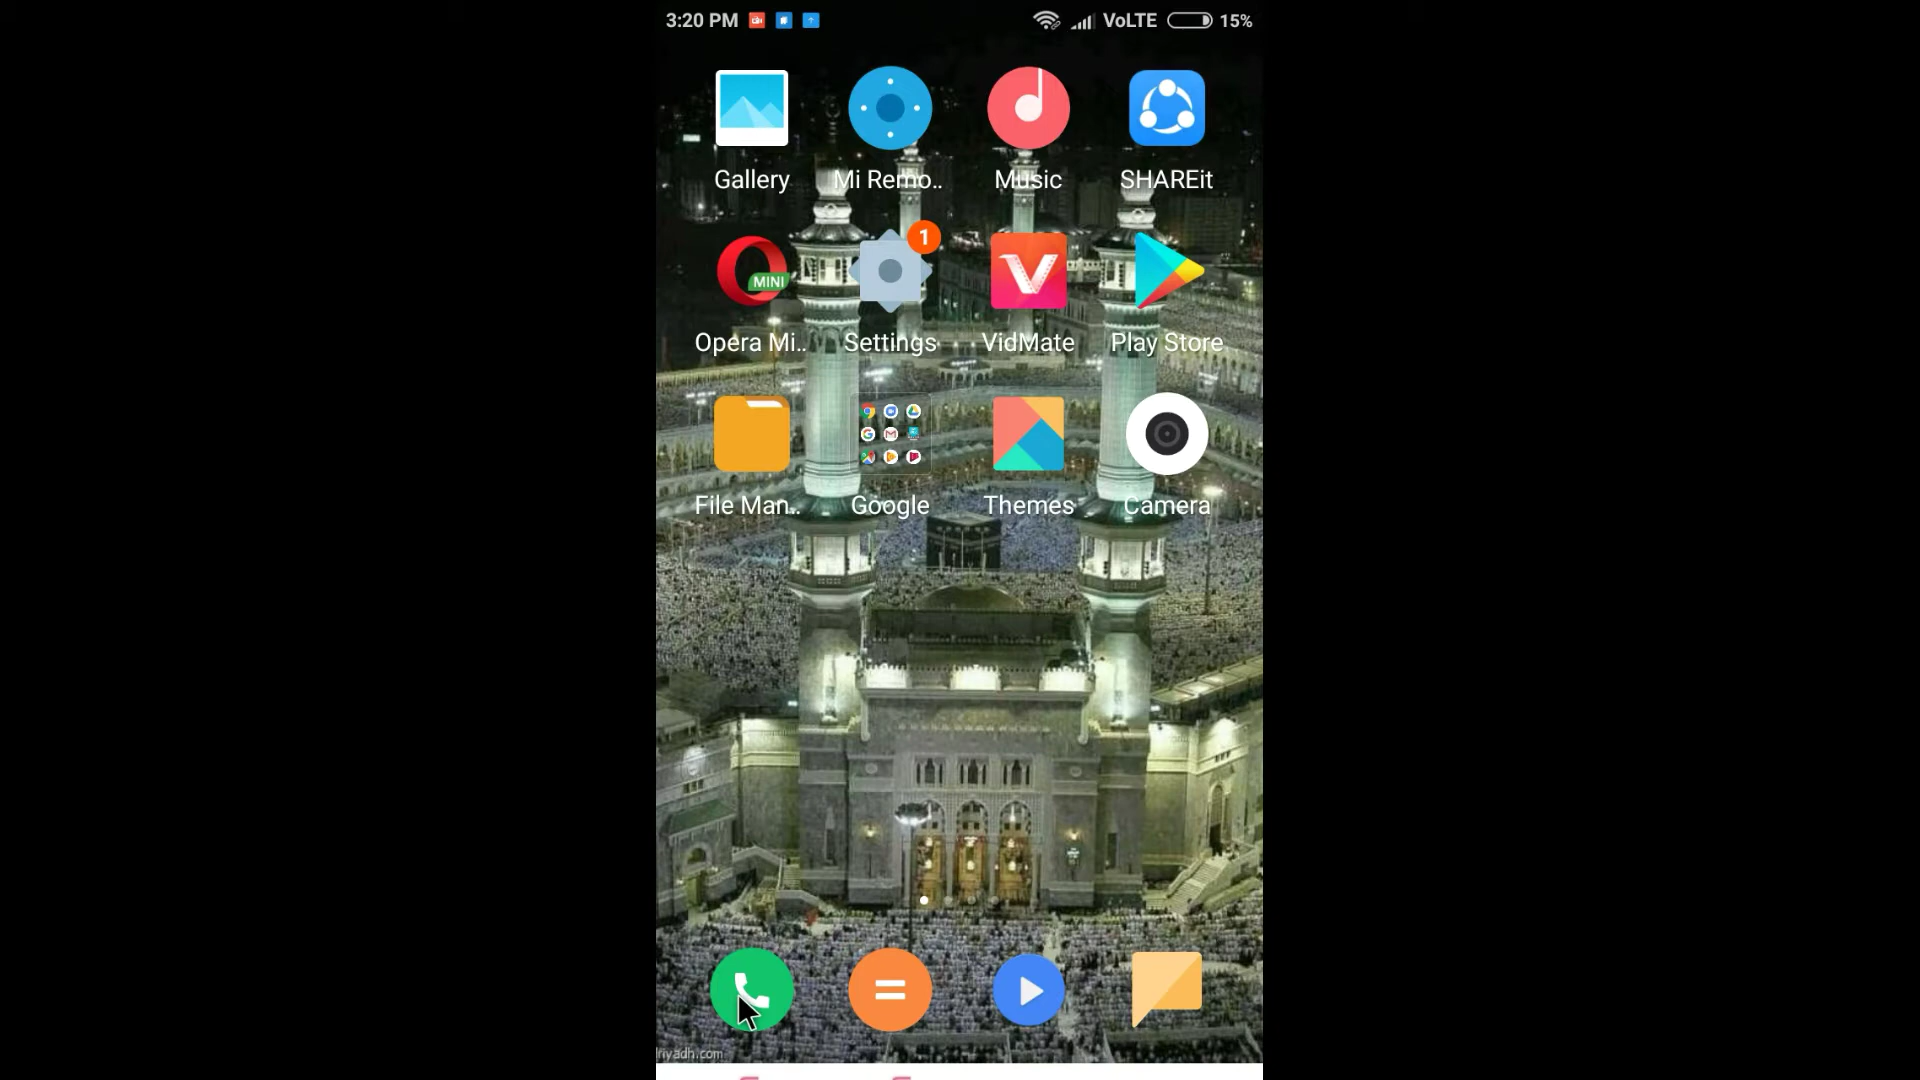 3:20 PM VoLTE 15%
Gallery Mi Remo.. Music SHAREit
1
MINI
Opera Mi.. Settings VidMate Play Store
File Man.. Google Themes Camera
riyadh.com